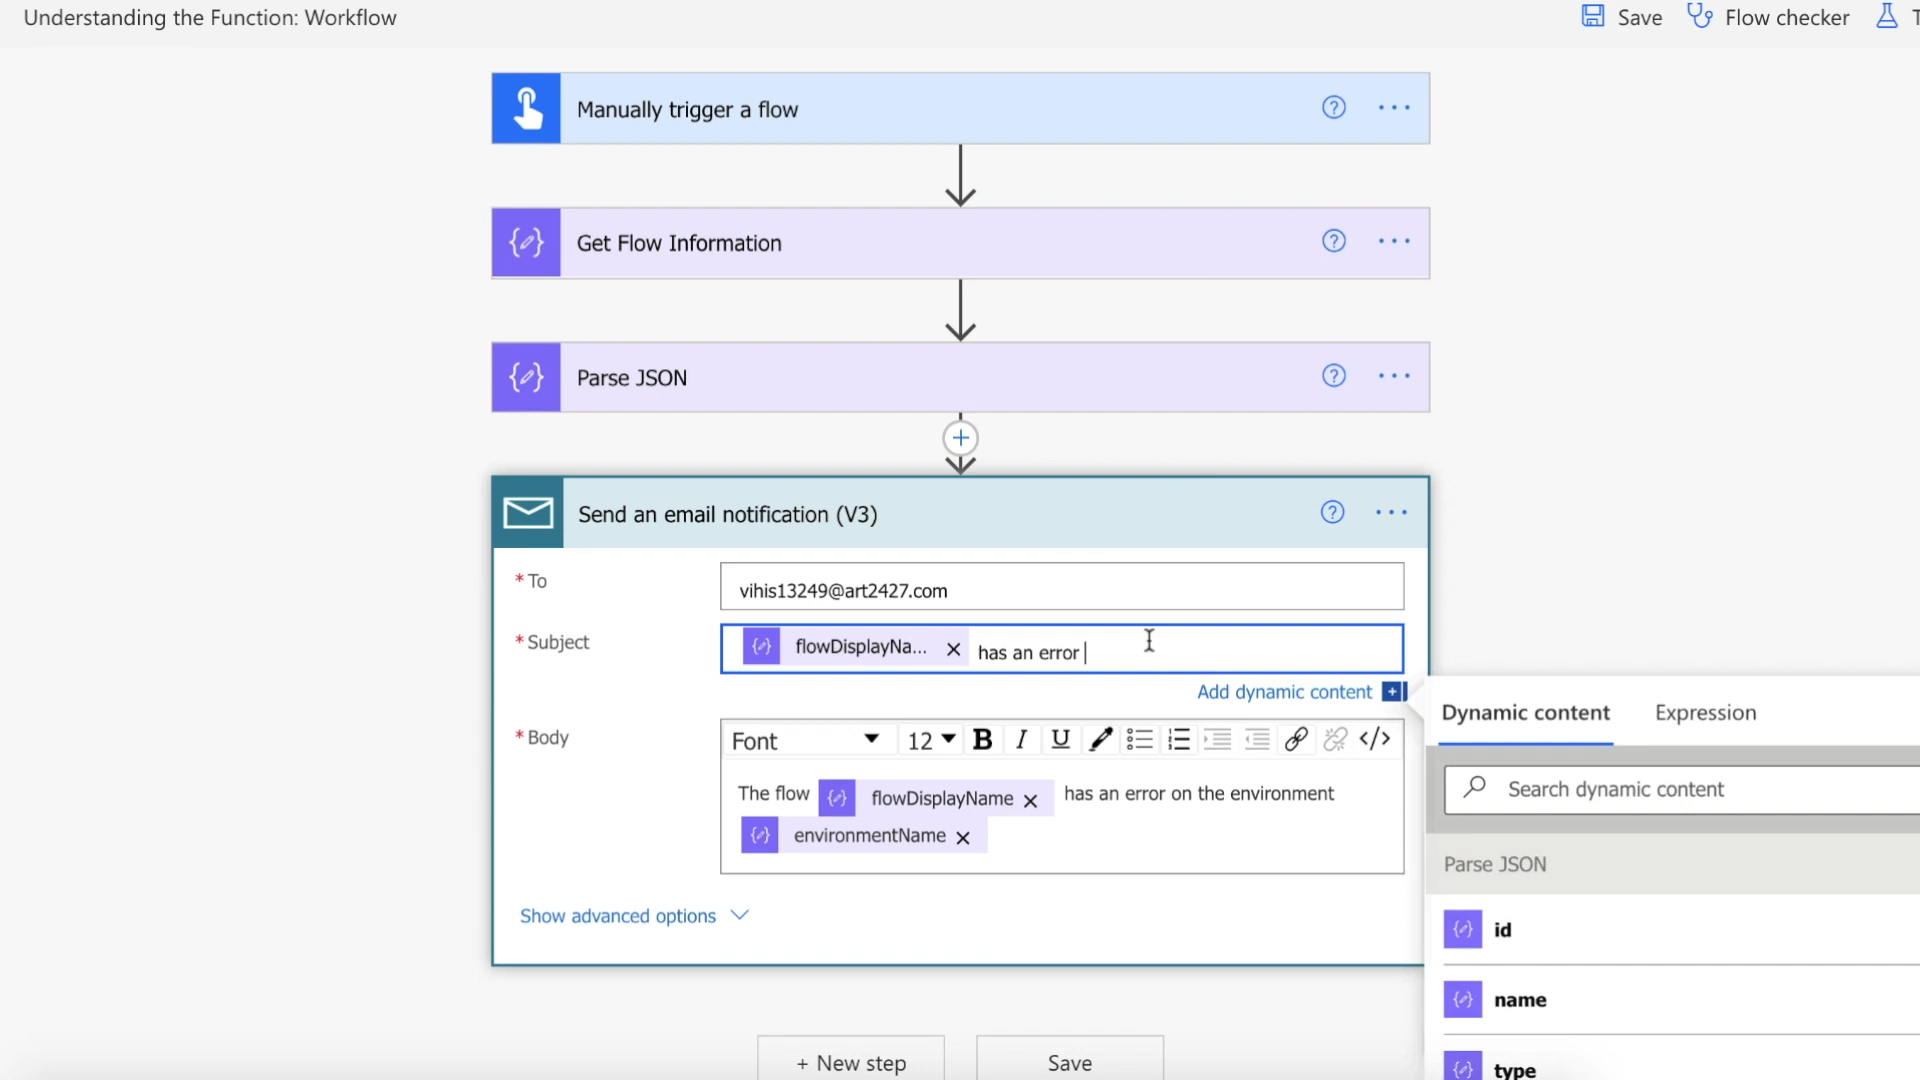 Understanding the Function: Workflow
Save
Flow checker
Manually trigger a flow
Get Flow Information
Parse JSON
Send an email notification (V3)
*To
vihis13249@art2427.com
*Subject
flowDisplayNa... × has an error
Add dynamic content
*Body
Font
12
B I U </>
The flow flowDisplayName × has an error on the environment
environmentName ×
Show advanced options
+ New step
Save
Dynamic content
Expression
Search dynamic content
Parse JSON
id
name
type